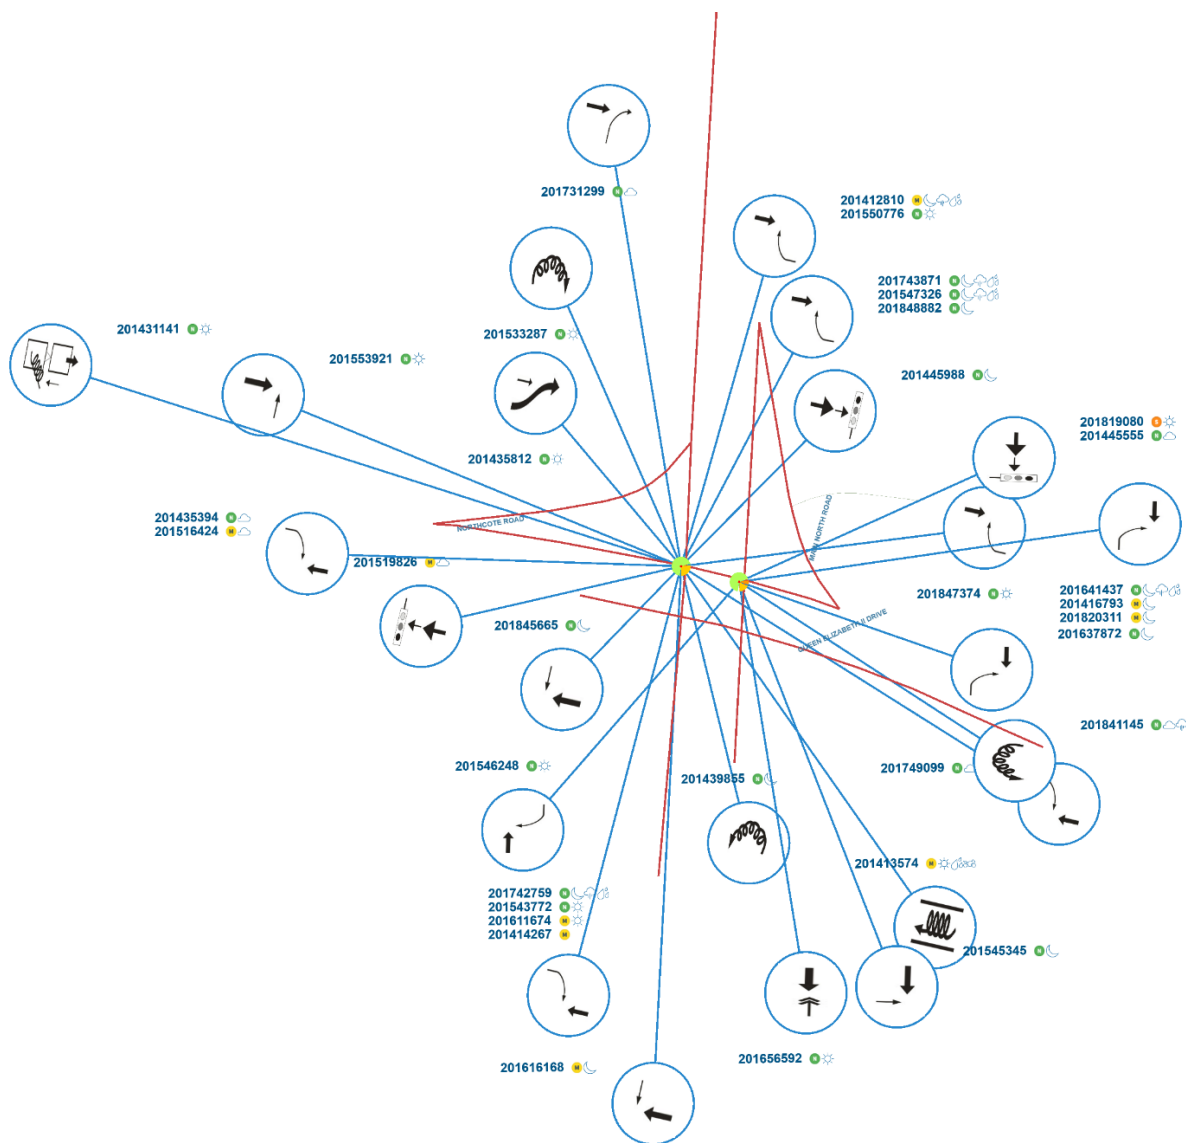 201731299 N
201412810 M
201550776 N
201743871 N
201547326 N
201848882 N
201431141 N
201553921 N
201533287 N
201445988 N
201819080 S
201445555 N
201435812 N
201435394 N
201516424 M
NORTHCOTE ROAD
MAIN NORTH ROAD
201519826 M
201845665 N
201847374 N
201641437 N
201416793 M
201820311 M
201637872 N
QUEEN ELIZABETH II DRIVE
201841145 N
201546248 N
201439855 N
201749099 N
201413574 M
201742759 N
201543772 N
201611674 M
201414267 M
201545345 N
201616168 M
201656592 N